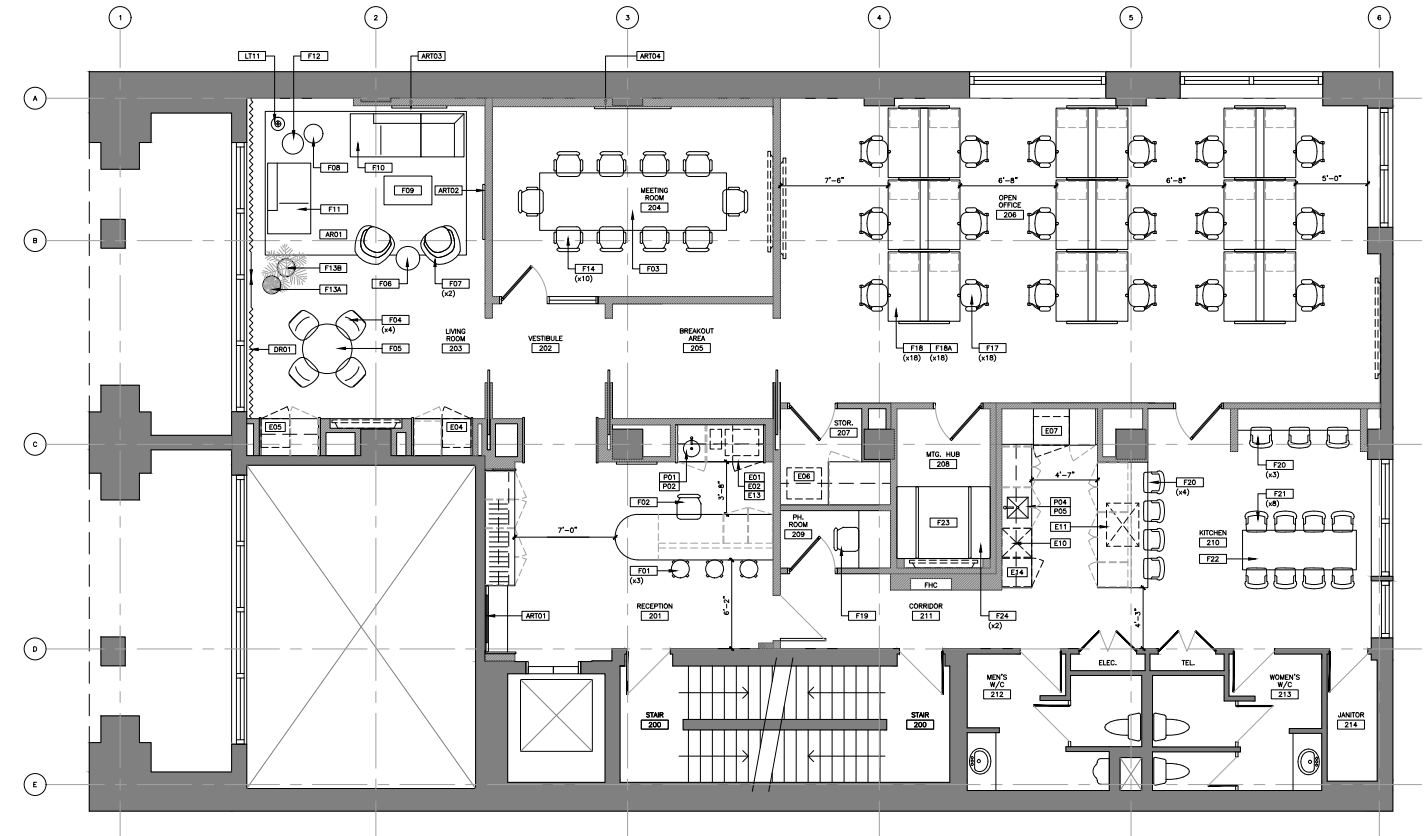 1 2 3 4 5 6
LT11 F12 ART03 ART04
A
F08 F10
F09 ART02
MEETING
ROOM
204
7'-6" 6'-8" 6'-8" 5'-0"
OPEN
OFFICE
206
F11
AR01
B
F13B
F13A
F06 F07
(x2)
F14
(x10)
F03
F04
(x4)
F05
DR01
LIVING
ROOM
203
VESTIBULE
202
BREAKOUT
AREA
205
F18 F18A
(x18) (x18)
F17
(x18)
E05 E04
STOR.
207
E07
C
P01
P02
E01
E02
E13
MTG. HUB
208
E06
4'-7"
F20
(x3)
F20
(x4)
F02
3'-8"
P04
P05
E11
E10
F21
(x8)
PH.
ROOM
209
F23
7'-0"
KITCHEN
210
F22
F01
(x3)
E14
FHC
6'-2"
ART01
RECEPTION
201
F19
CORRIDOR
211
F24
(x2)
4'-3"
D
ELEC. TEL.
MEN'S
W/C
212
WOMEN'S
W/C
213
STAIR
200
STAIR
200
JANITOR
214
E